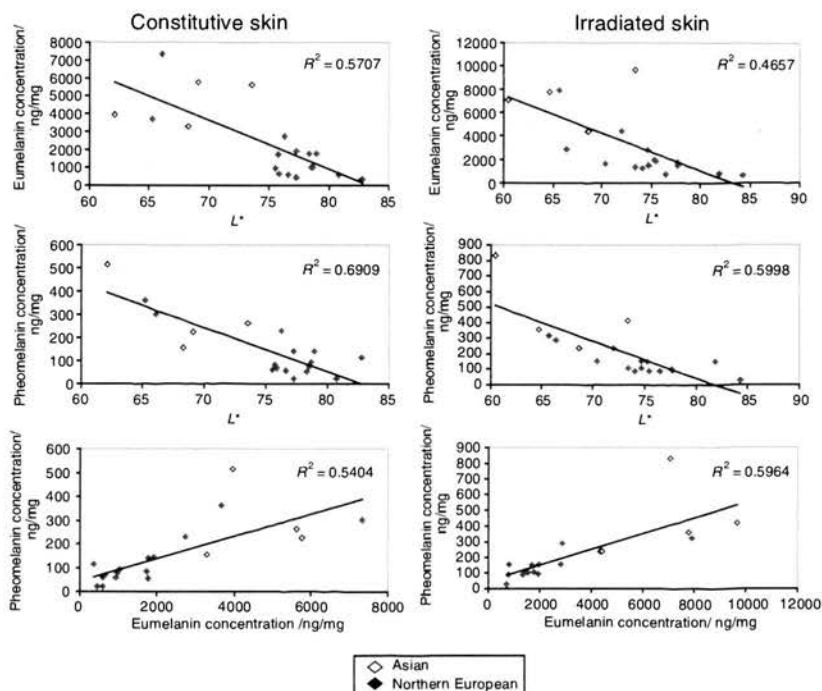 Constitutive skin
Irradiated skin
Eumelanin concentration/
ng/mg
8000
7000
6000
5000
4000
3000
2000
1000
0
R² = 0.5707
60 65 70 75 80 85
L*
Eumelanin concentration/
ng/mg
12000
10000
8000
6000
4000
2000
0
R² = 0.4657
60 65 70 75 80 85 90
L*
Pheomelanin concentration/
ng/mg
600
500
400
300
200
100
0
R² = 0.6909
60 65 70 75 80 85
L*
Pheomelanin concentration/
ng/mg
900
800
700
600
500
400
300
200
100
0
R² = 0.5998
60 65 70 75 80 85 90
L*
Pheomelanin concentration/
ng/mg
600
500
400
300
200
100
0
R² = 0.5404
0 2000 4000 6000 8000
Eumelanin concentration /ng/mg
Pheomelanin concentration/
ng/mg
900
800
700
600
500
400
300
200
100
0
R² = 0.5964
0 2000 4000 6000 8000 10000 12000
Eumelanin concentration/ ng/mg
Asian
Northern European